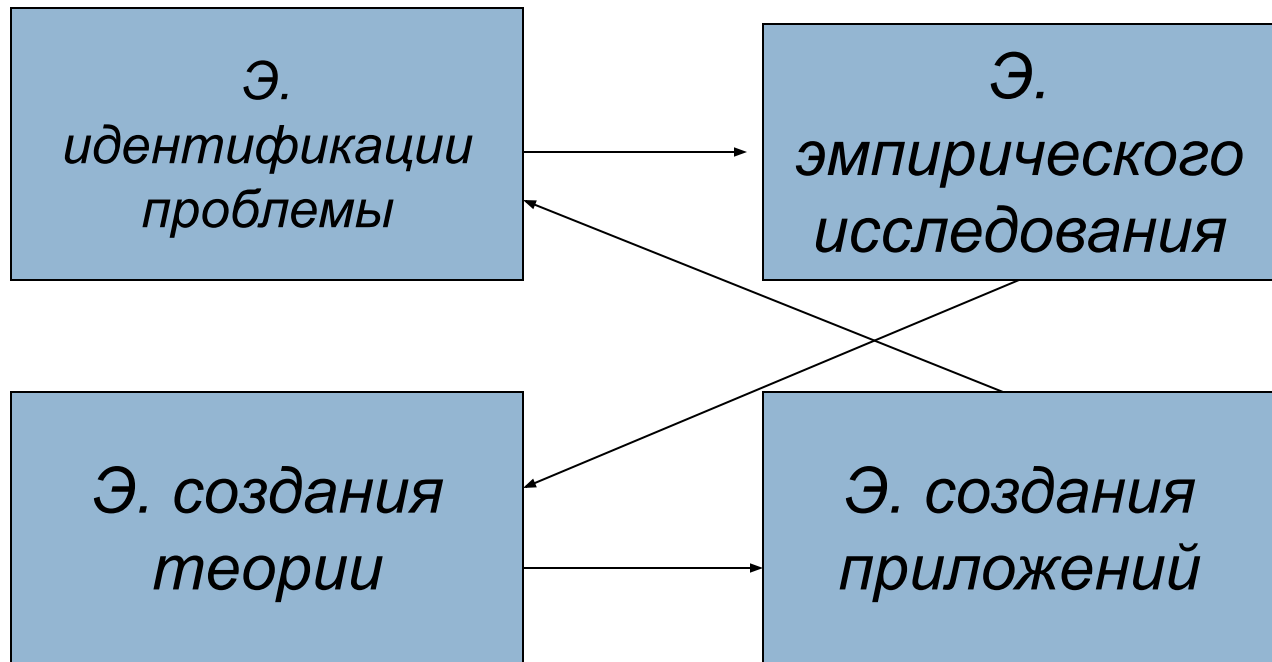 Э.
идентификации
проблемы
Э.
эмпирического
исследования
Э. создания
теории
Э. создания
приложений